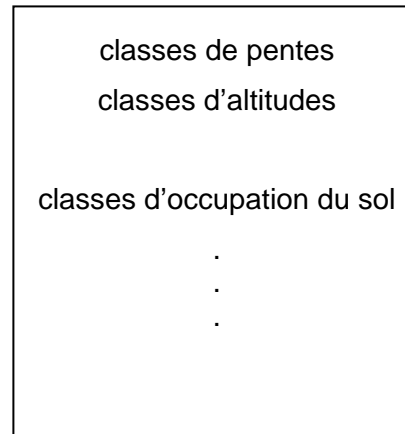 classes de pentes
classes d’altitudes
classes d’occupation du sol
.
.
.